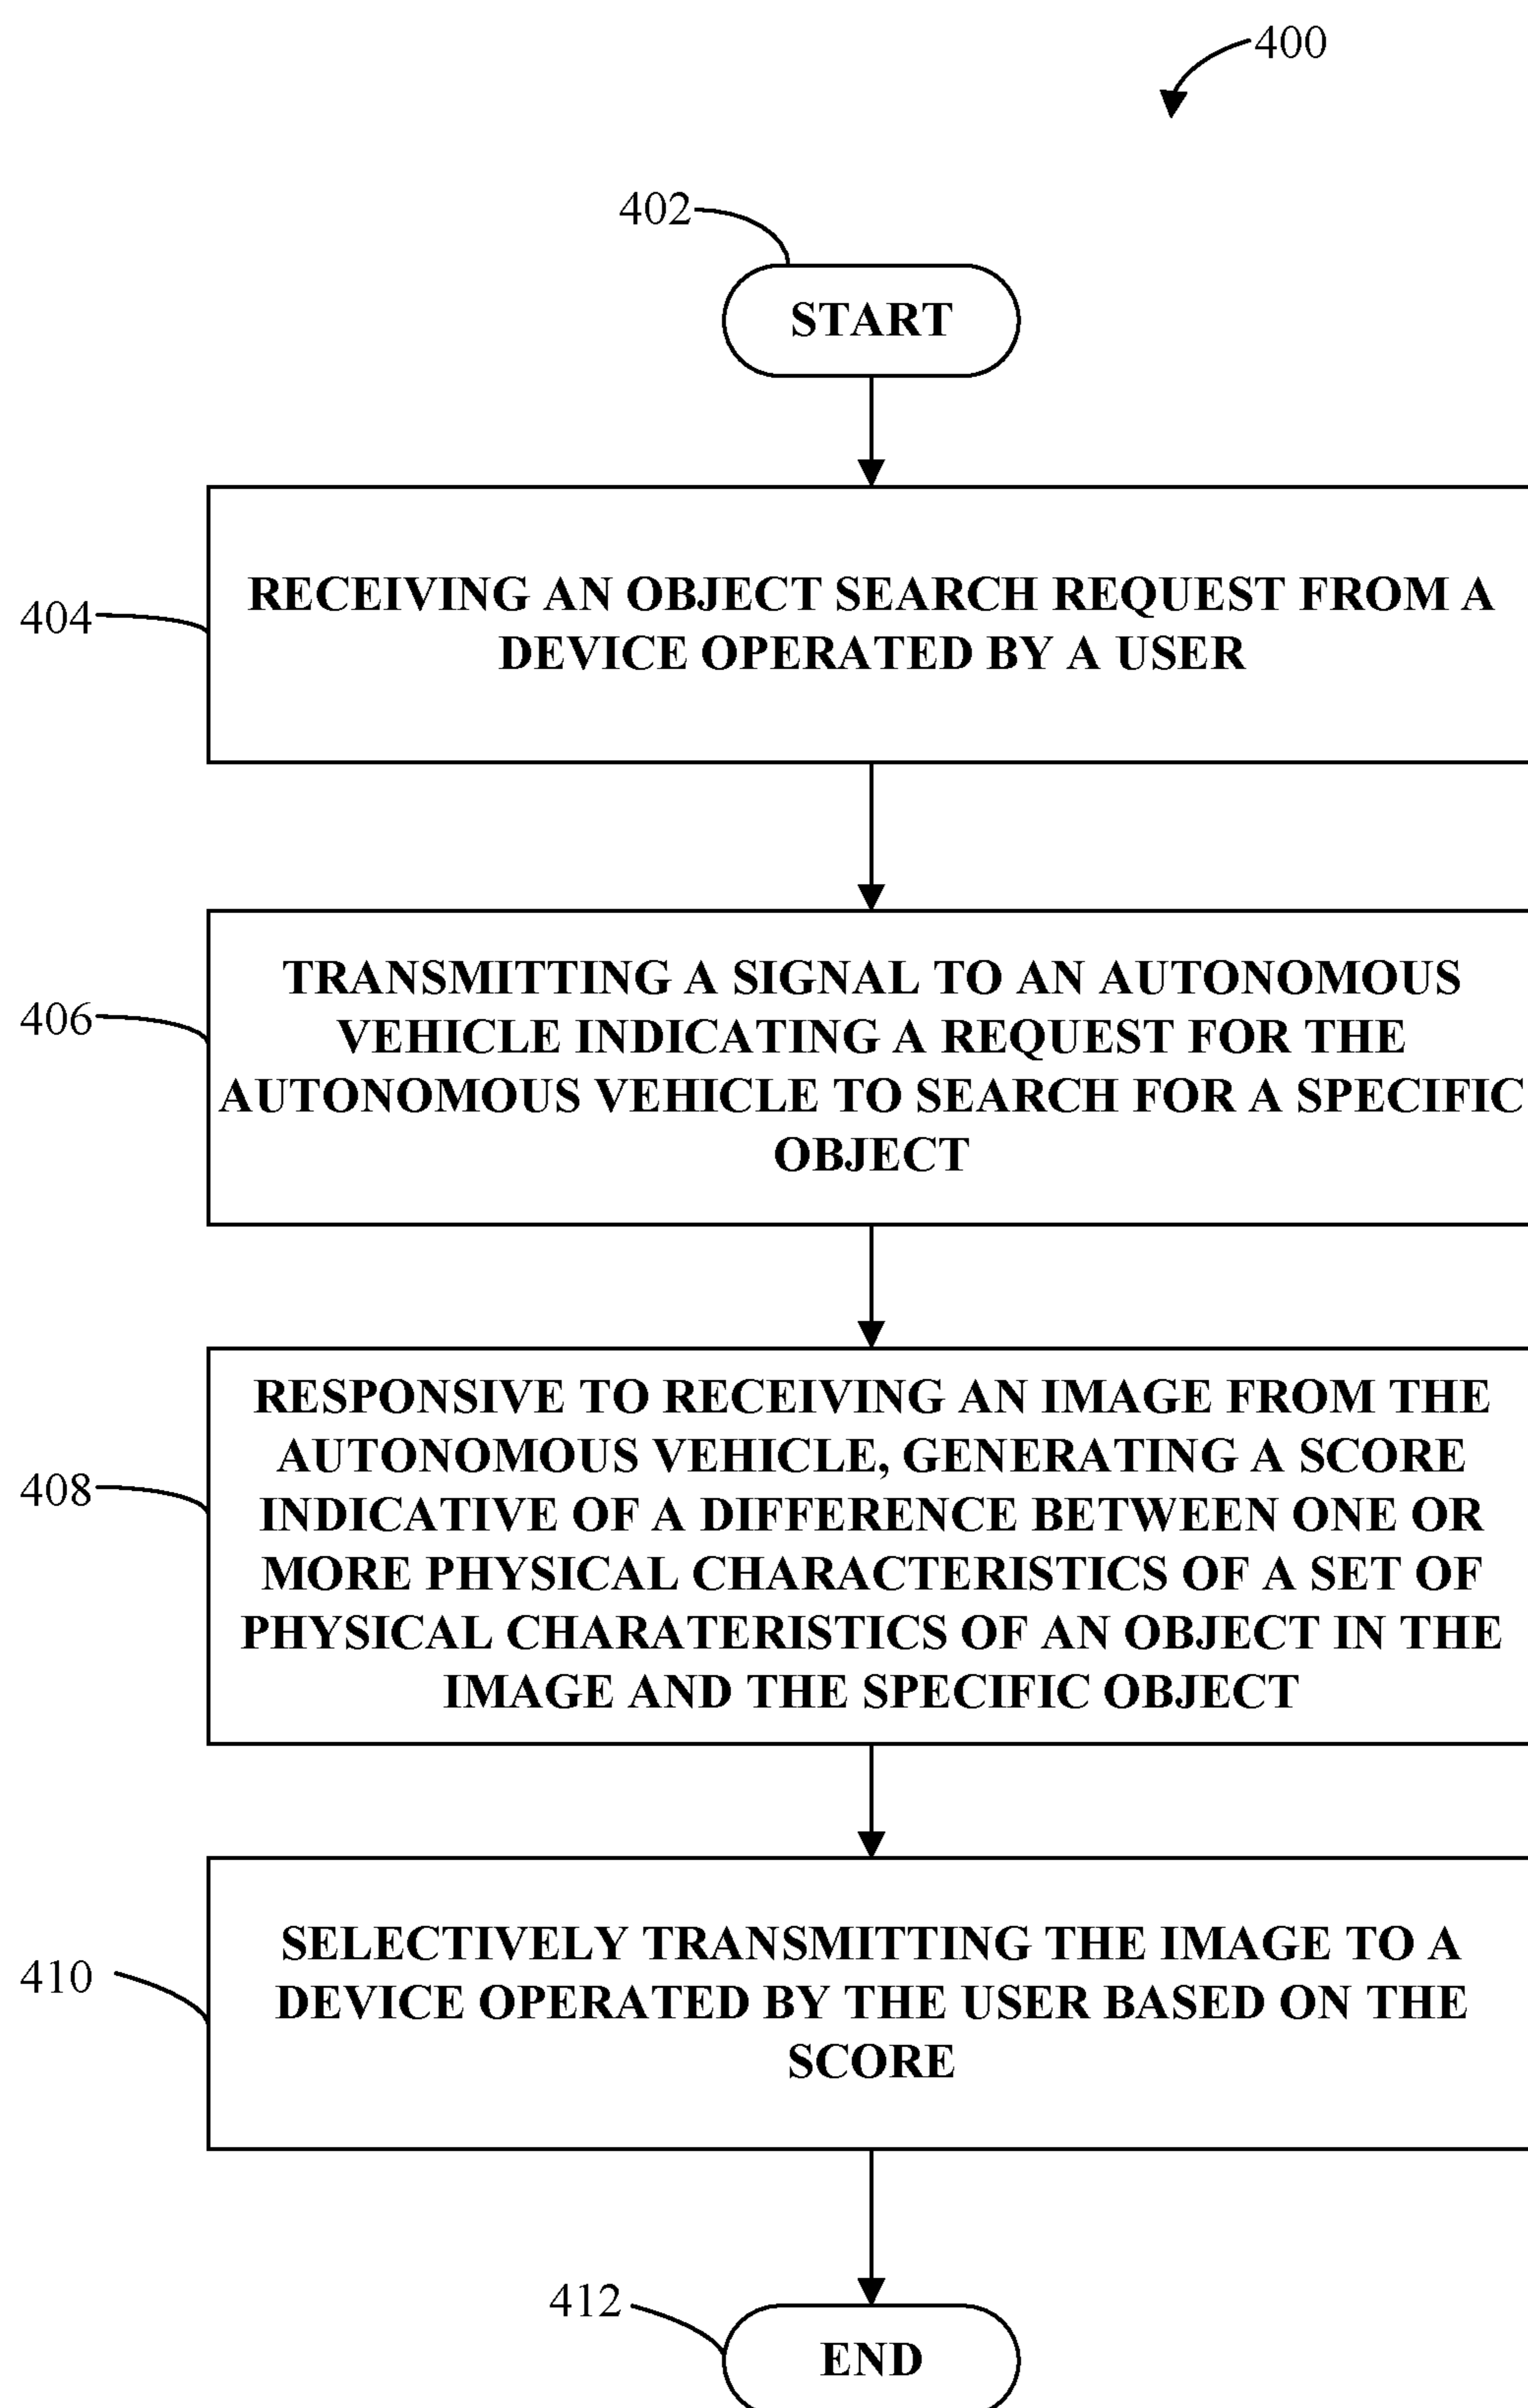 400
402
START
404
RECEIVING AN OBJECT SEARCH REQUEST FROM A
DEVICE OPERATED BY A USER
406
TRANSMITTING A SIGNAL TO AN AUTONOMOUS
VEHICLE INDICATING A REQUEST FOR THE
AUTONOMOUS VEHICLE TO SEARCH FOR A SPECIFIC
OBJECT
408
RESPONSIVE TO RECEIVING AN IMAGE FROM THE
AUTONOMOUS VEHICLE, GENERATING A SCORE
INDICATIVE OF A DIFFERENCE BETWEEN ONE OR
MORE PHYSICAL CHARACTERISTICS OF A SET OF
PHYSICAL CHARATERISTICS OF AN OBJECT IN THE
IMAGE AND THE SPECIFIC OBJECT
410
SELECTIVELY TRANSMITTING THE IMAGE TO A
DEVICE OPERATED BY THE USER BASED ON THE
SCORE
412
END